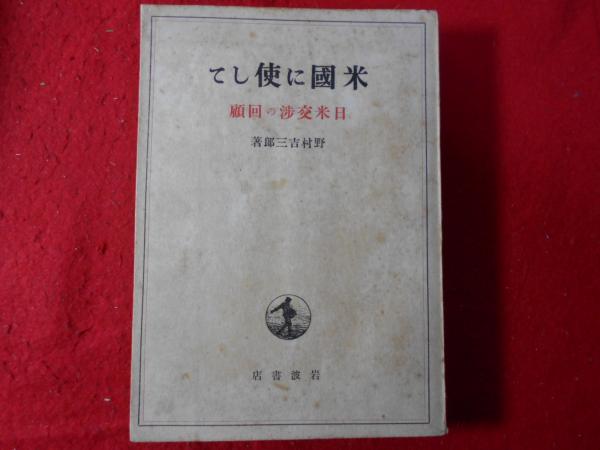 米國に使して
日米交渉の回顧
野村吉三郎著
岩波書店